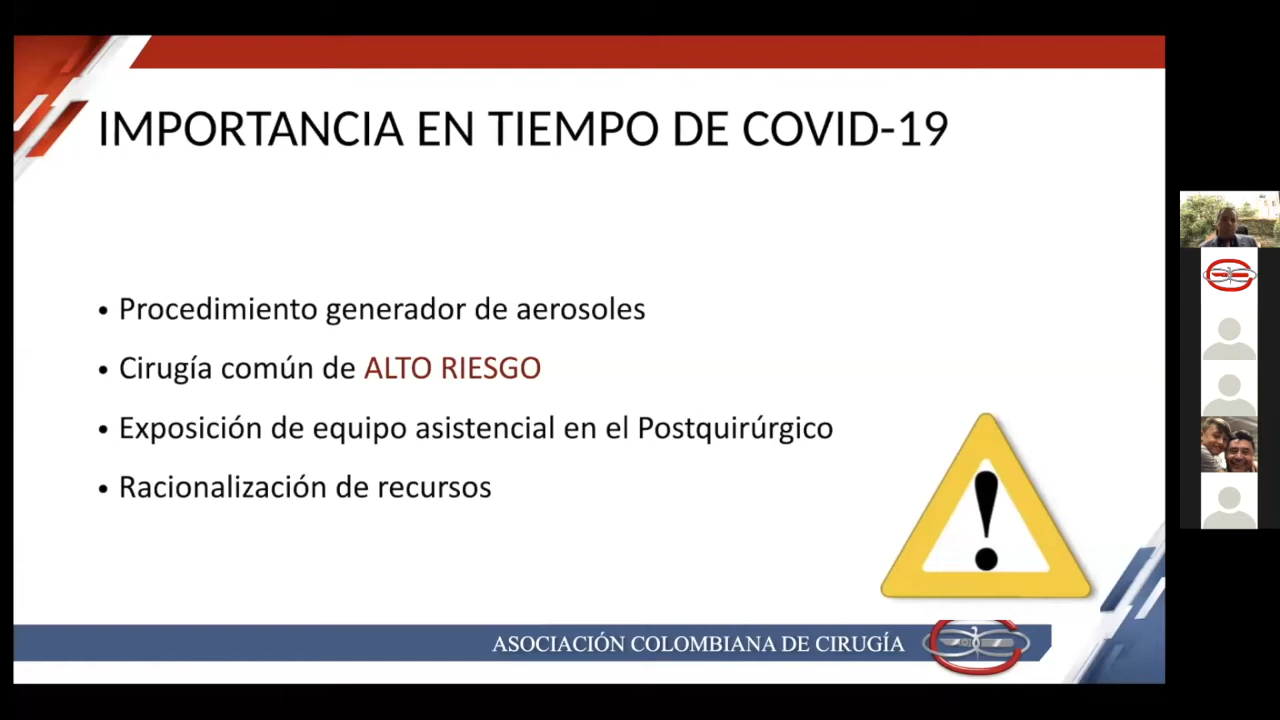 IMPORTANCIA EN TIEMPO DE COVID-19
• Procedimiento generador de aerosoles
• Cirugía común de ALTO RIESGO
• Exposición de equipo asistencial en el Postquirúrgico
• Racionalización de recursos
ASOCIACIÓN COLOMBIANA DE CIRUGÍA